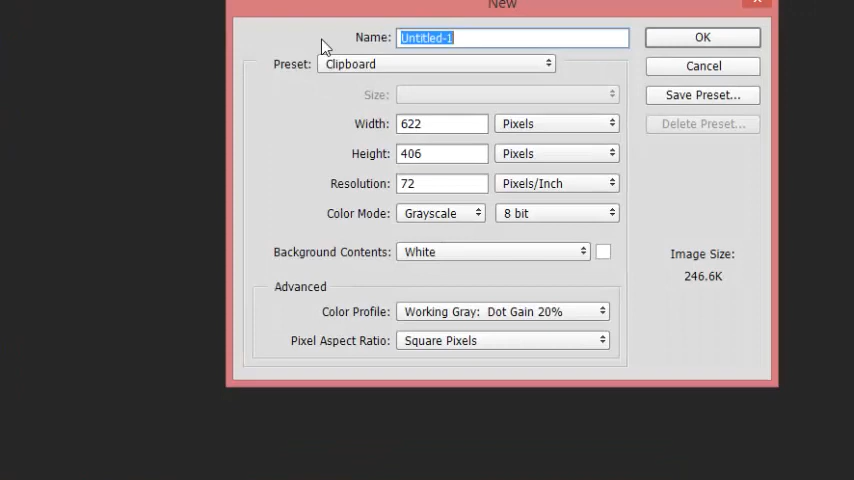 New
Name: Untitled-1
OK
Preset: Clipboard
Cancel
Size:
Save Preset...
Width: 622 Pixels
Delete Preset...
Height: 406 Pixels
Resolution: 72 Pixels/Inch
Color Mode: Grayscale 8 bit
Background Contents: White
Image Size:
246.6K
Advanced
Color Profile: Working Gray: Dot Gain 20%
Pixel Aspect Ratio: Square Pixels